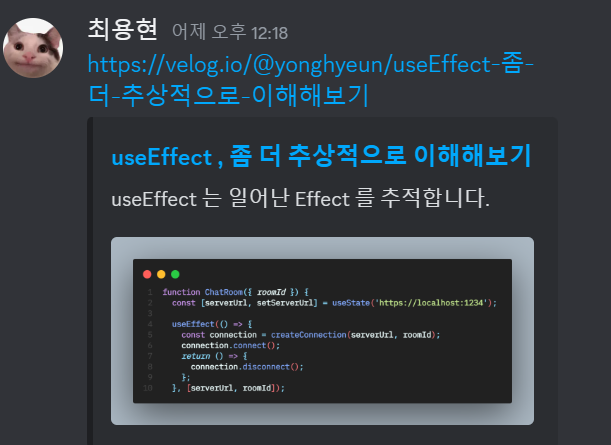 최용현 어제 오후 12:18
https://velog.io/@yonghyeun/useEffect-좀-
더-추상적으로-이해해보기
useEffect , 좀 더 추상적으로 이해해보기
useEffect 는 일어난 Effect 를 추적합니다.
1 function ChatRoom({ roomId }) {
2 const [serverUrl, setServerUrl] = useState('https://localhost:1234');
3
4 useEffect(() => {
5 const connection = createConnection(serverUrl, roomId);
6 connection.connect();
7 return () => {
8 connection.disconnect();
9 };
10 }, [serverUrl, roomId]);